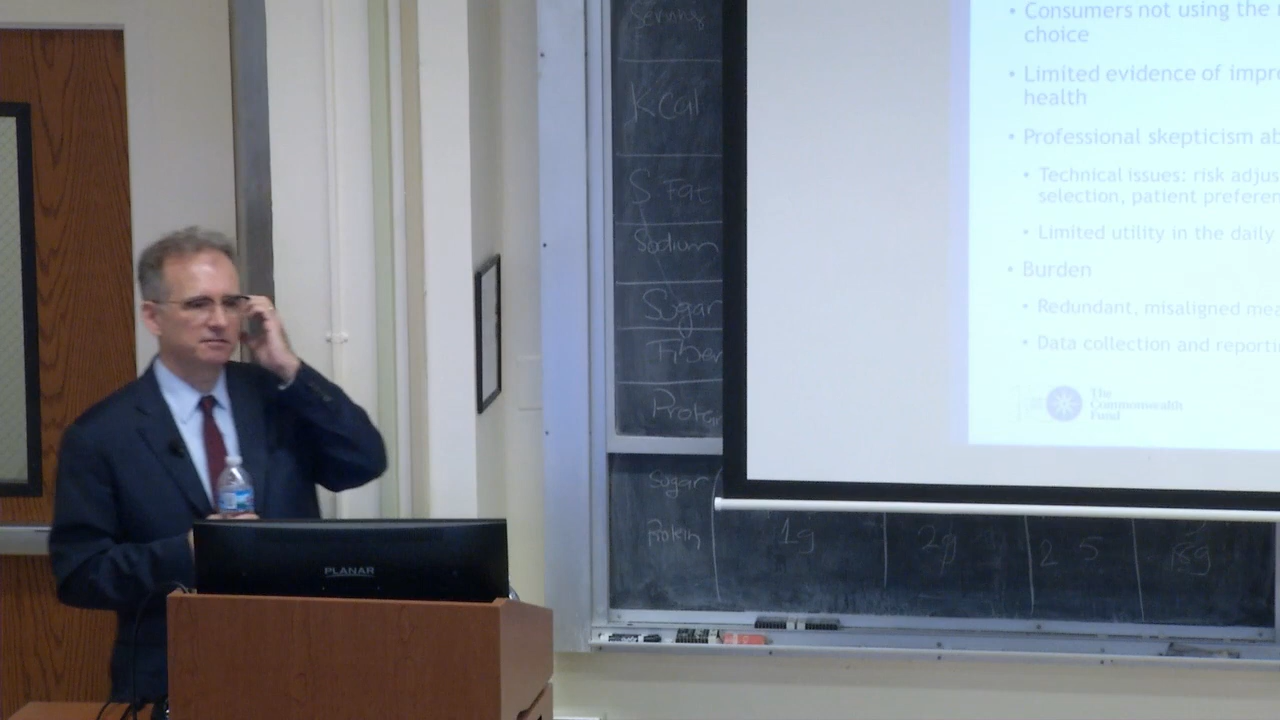 Serving
Kcal
S Fat
Sodium
Sugar
Fiber
Protein
Sugar
Protein 1g 2g 2 5
Consumers not using the
choice
Limited evidence of impr
health
Professional skepticism ab
Technical issues: risk adjus
selection, patient preferen
Limited utility in the daily
Burden
Redundant, misaligned mea
Data collection and reporti
The
Commonwealth
Fund
PLANAR